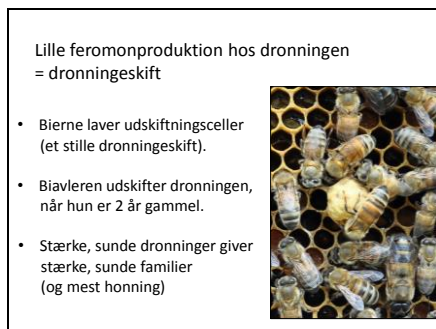 Lille feromonproduktion hos dronningen
= dronningeskift
• Bierne laver udskiftningsceller
(et stille dronningeskift).
• Biavleren udskifter dronningen,
når hun er 2 år gammel.
• Stærke, sunde dronninger giver
stærke, sunde familier
(og mest honning)